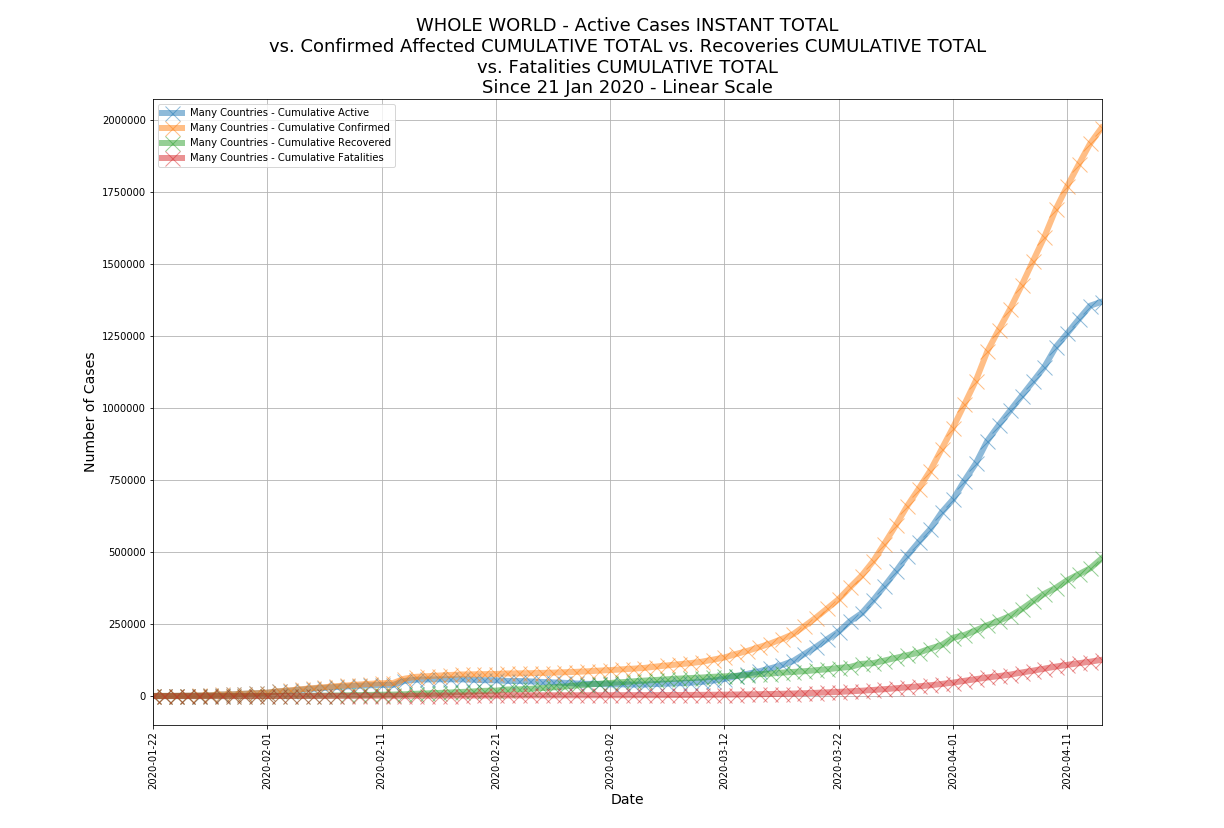 WHOLE WORLD - Active Cases INSTANT TOTAL
vs. Confirmed Affected CUMULATIVE TOTAL vs. Recoveries CUMULATIVE TOTAL
vs. Fatalities CUMULATIVE TOTAL
Since 21 Jan 2020 - Linear Scale
Many Countries - Cumulative Active
Many Countries - Cumulative Confirmed
Many Countries - Cumulative Recovered
Many Countries - Cumulative Fatalities
Number of Cases
2000000
1750000
1500000
1250000
1000000
750000
500000
250000
0
2020-01-22
2020-02-01
2020-02-11
2020-02-21
2020-03-02
2020-03-12
2020-03-22
2020-04-01
2020-04-11
Date